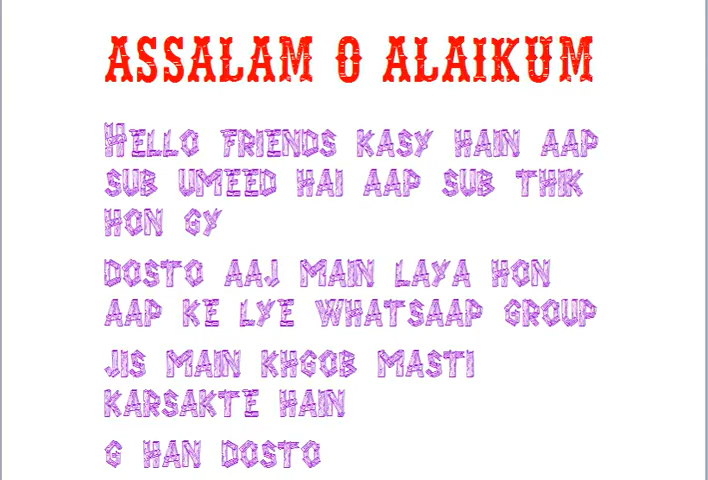 ASSALAM O ALAIKUM
HELLO FRIENDS KASY HAIN AAP
SUB UMEED HAI AAP SUB THIK
HON GY
DOSTO AAJ MAIN LAYA HON
AAP KE LYE WHATSAAP GROUP
JIS MAIN KHGOB MASTI
KARSAKTE HAIN
G HAN DOSTO